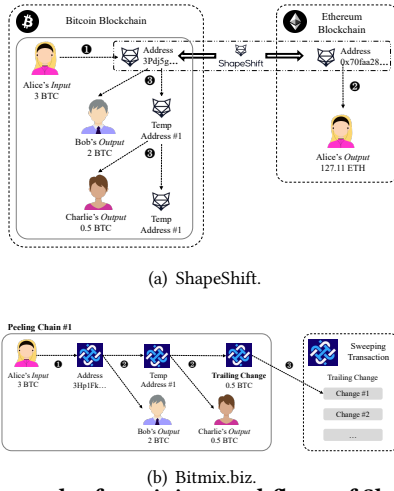 Bitcoin Blockchain
Ethereum
Blockchain
❶
Address
3Pdj5g...
ShapeShift
Address
0x70faa28...
Alice's Input
3 BTC
❸
❷
Bob's Output
2 BTC
Temp
Address #1
Alice's Output
127.11 ETH
❸
Charlie's Output
0.5 BTC
Temp
Address #1
(a) ShapeShift.
Peeling Chain #1
Sweeping
Transaction
❶
❷
❷
❸
Alice's Input
3 BTC
Address
3Hp1Fk...
Temp
Address #1
Trailing Change
0.5 BTC
Trailing Change
Change #1
Change #2
...
Bob's Output
2 BTC
Charlie's Output
0.5 BTC
(b) Bitmix.biz.